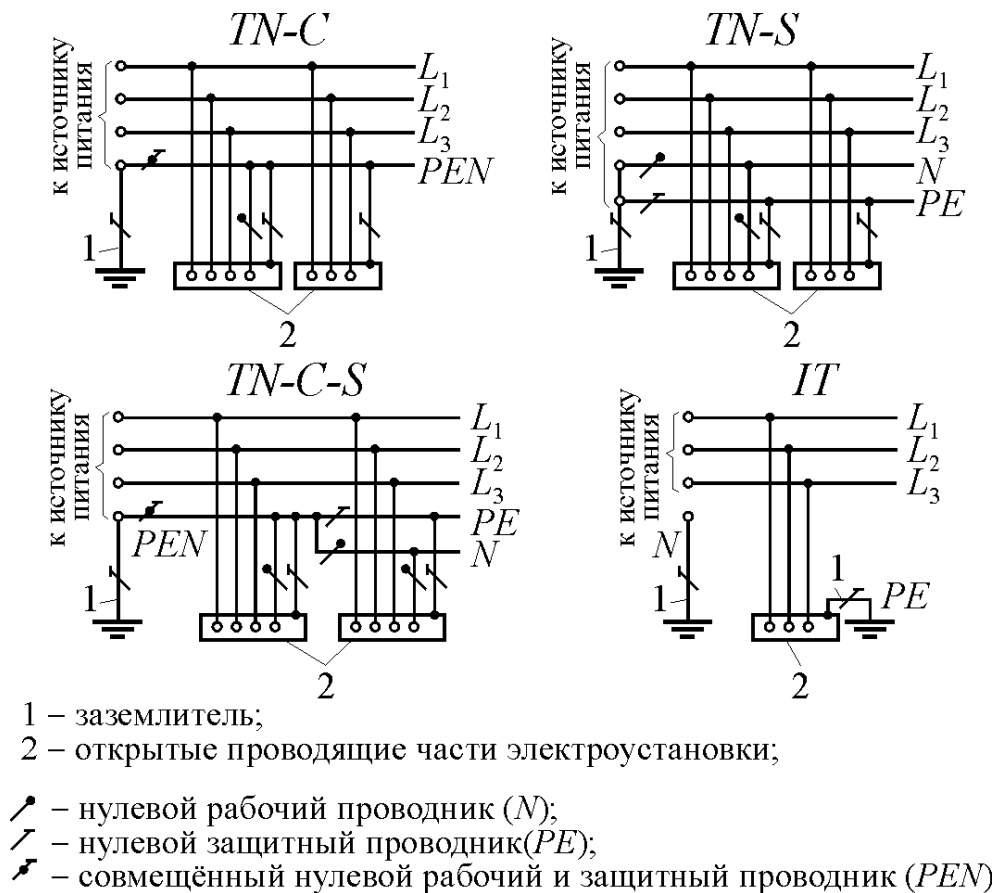 TN-C
к источнику
питания
L1
L2
L3
PEN
1
2
TN-S
к источнику
питания
L1
L2
L3
N
PE
1
2
TN-C-S
к источнику
питания
L1
L2
L3
PE
N
PEN
1
2
IT
к источнику
питания
L1
L2
L3
N
1
1
PE
2
1 – заземлитель;
2 – открытые проводящие части электроустановки;
– нулевой рабочий проводник (N);
– нулевой защитный проводник(PE);
– совмещённый нулевой рабочий и защитный проводник (PEN)